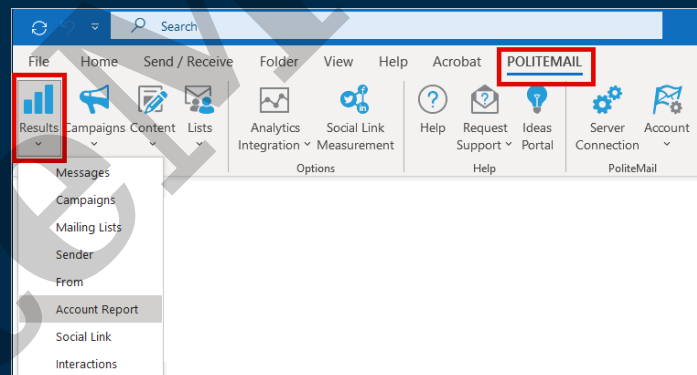 Search
File Home Send / Receive Folder View Help Acrobat POLITEMAIL
Results Campaigns Content Lists Analytics Integration Social Link Measurement Help Request Support Ideas Portal Server Connection Account
Options Help PoliteMail
Messages
Campaigns
Mailing Lists
Sender
From
Account Report
Social Link
Interactions